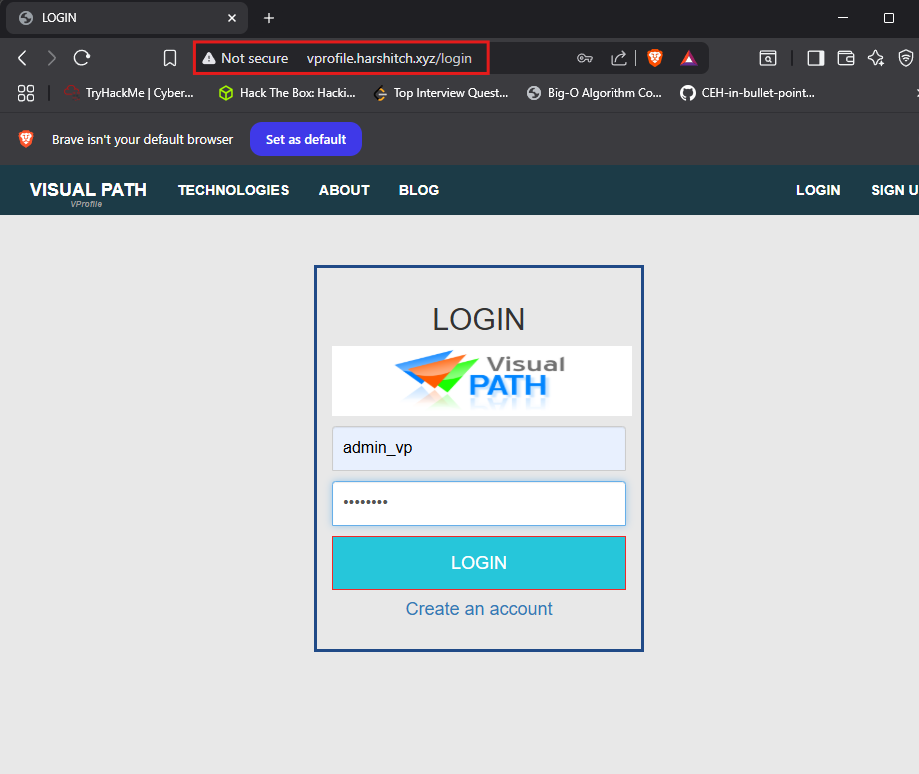 LOGIN
Not secure vprofile.harshitch.xyz/login
TryHackMe | Cyber... Hack The Box: Hacki... Top Interview Quest... Big-O Algorithm Co... CEH-in-bullet-point...
Brave isn't your default browser Set as default
VISUAL PATH TECHNOLOGIES ABOUT BLOG LOGIN SIGN U
VProfile
LOGIN
Visual
PATH
admin_vp
••••••••
LOGIN
Create an account